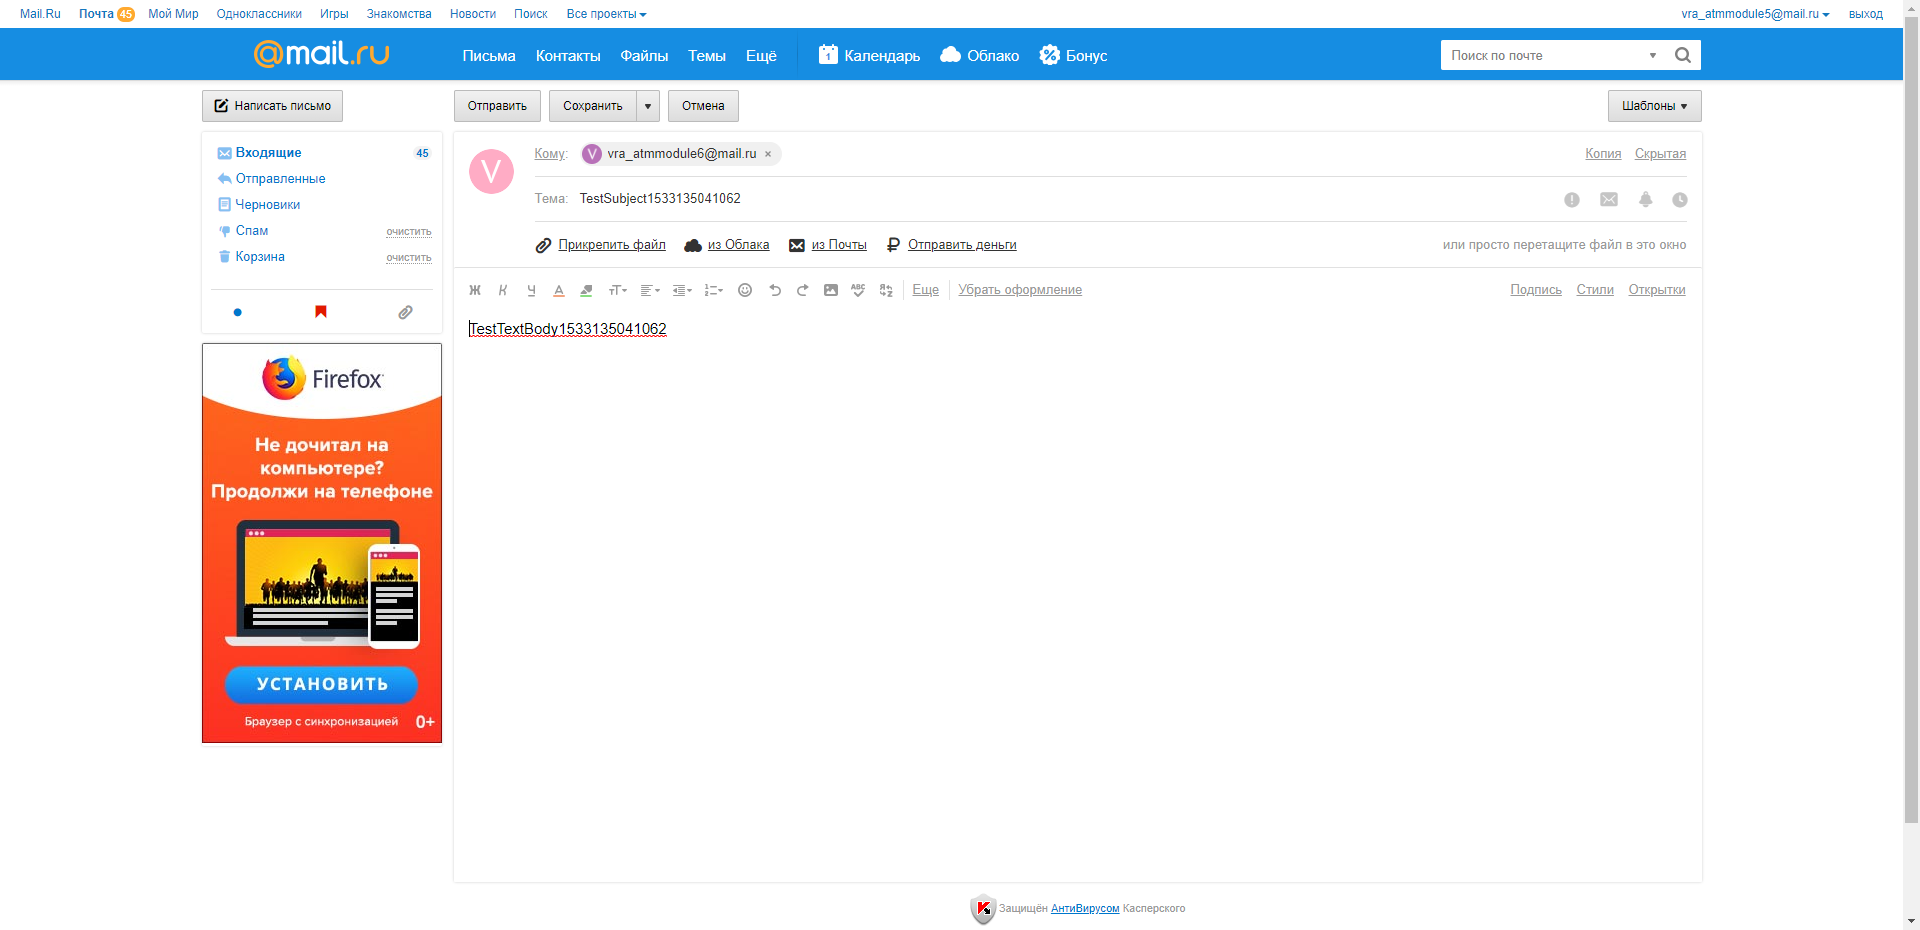 Mail.Ru Почта 45 Мой Мир Одноклассники Игры Знакомства Новости Поиск Все проекты vra_atmmodule5@mail.ru выход
@mail.ru Письма Контакты Файлы Темы Ещё 1 Календарь Облако Бонус Поиск по почте
Написать письмо Отправить Сохранить Отмена Шаблоны
Входящие 45
Отправленные
Черновики
Спам очистить
Корзина очистить
V Кому: V vra_atmmodule6@mail.ru × Копия Скрытая
Тема: TestSubject1533135041062
Прикрепить файл из Облака из Почты Отправить деньги или просто перетащите файл в это окно
Ж К Ч А тТ ABC Еще Убрать оформление Подпись Стили Открытки
TestTextBody1533135041062
Firefox
Не дочитал на
компьютере?
Продолжи на телефоне
УСТАНОВИТЬ
Браузер с синхронизацией 0+
Защищён АнтиВирусом Касперского